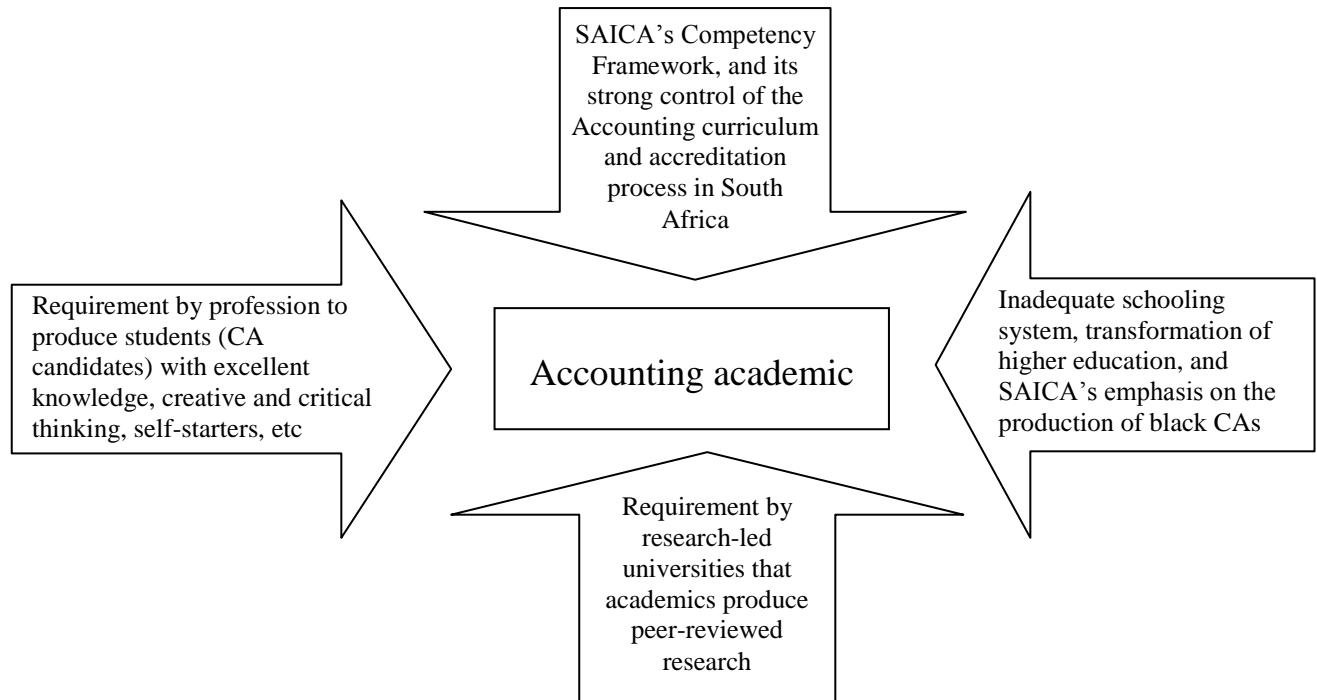 SAICA's Competency
Framework, and its
strong control of the
Accounting curriculum
and accreditation
process in South
Africa
Requirement by profession to
produce students (CA
candidates) with excellent
knowledge, creative and critical
thinking, self-starters, etc
Accounting academic
Inadequate schooling
system, transformation of
higher education, and
SAICA's emphasis on the
production of black CAs
Requirement by
research-led
universities that
academics produce
peer-reviewed
research